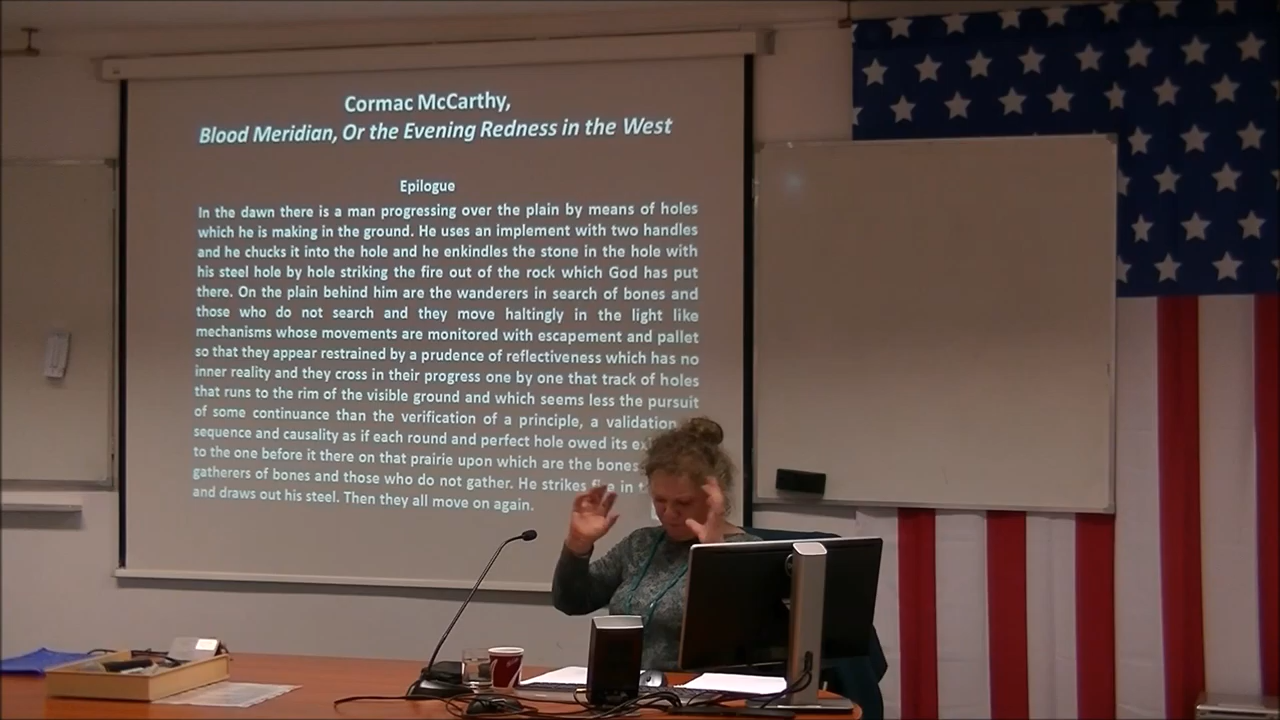 Cormac McCarthy,
Blood Meridian, Or the Evening Redness in the West
Epilogue
In the dawn there is a man progressing over the plain by means of holes
which he is making in the ground. He uses an implement with two handles
and he chucks it into the hole and he enkindles the stone in the hole with
his steel hole by hole striking the fire out of the rock which God has put
there. On the plain behind him are the wanderers in search of bones and
those who do not search and they move haltingly in the light like
mechanisms whose movements are monitored with escapement and pallet
so that they appear restrained by a prudence of reflectiveness which has no
inner reality and they cross in their progress one by one that track of holes
that runs to the rim of the visible ground and which seems less the pursuit
of some continuance than the verification of a principle, a validation
sequence and causality as if each round and perfect hole owed its
to the one before it there on that prairie upon which are the bones
gatherers of bones and those who do not gather. He strikes fire in
and draws out his steel. Then they all move on again.